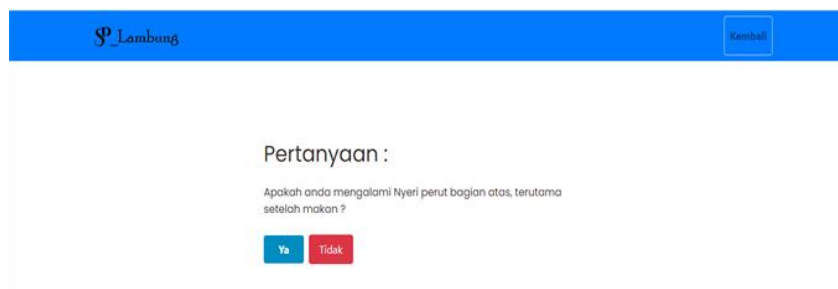 SP_Lambung
Kembali
Pertanyaan :
Apakah anda mengalami Nyeri perut bagian atas, terutama
setelah makan ?
Ya
Tidak